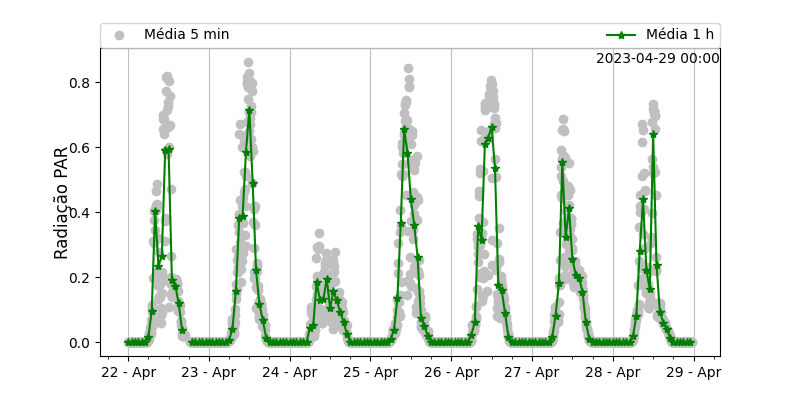 Média 5 min
Média 1 h
2023-04-29 00:00
Radiação PAR
0.8
0.6
0.4
0.2
0.0
22 - Apr
23 - Apr
24 - Apr
25 - Apr
26 - Apr
27 - Apr
28 - Apr
29 - Apr